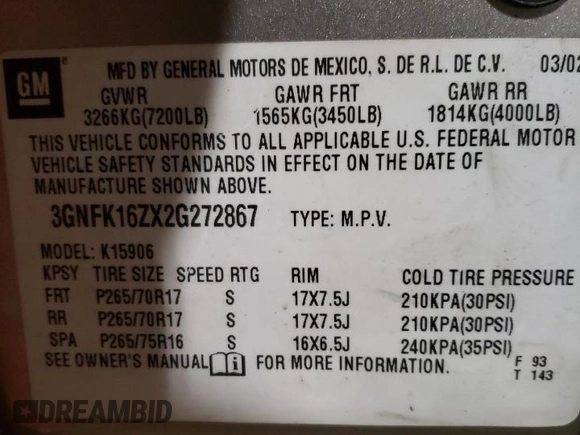 GM
MFD BY GENERAL MOTORS DE MEXICO, S. DE R.L. DE C.V. 03/02
GVWR GAWR FRT GAWR RR
3266KG(7200LB) 1565KG(3450LB) 1814KG(4000LB)
THIS VEHICLE CONFORMS TO ALL APPLICABLE U.S. FEDERAL MOTOR
VEHICLE SAFETY STANDARDS IN EFFECT ON THE DATE OF
MANUFACTURE SHOWN ABOVE.
3GNFK16ZX2G272867 TYPE: M.P.V.
MODEL: K15906
KPSY TIRE SIZE SPEED RTG RIM COLD TIRE PRESSURE
FRT P265/70R17 S 17X7.5J 210KPA(30PSI)
RR P265/70R17 S 17X7.5J 210KPA(30PSI)
SPA P265/75R16 S 16X6.5J 240KPA(35PSI)
SEE OWNER'S MANUAL FOR MORE INFORMATION. F 93
T 143
DREAMBID